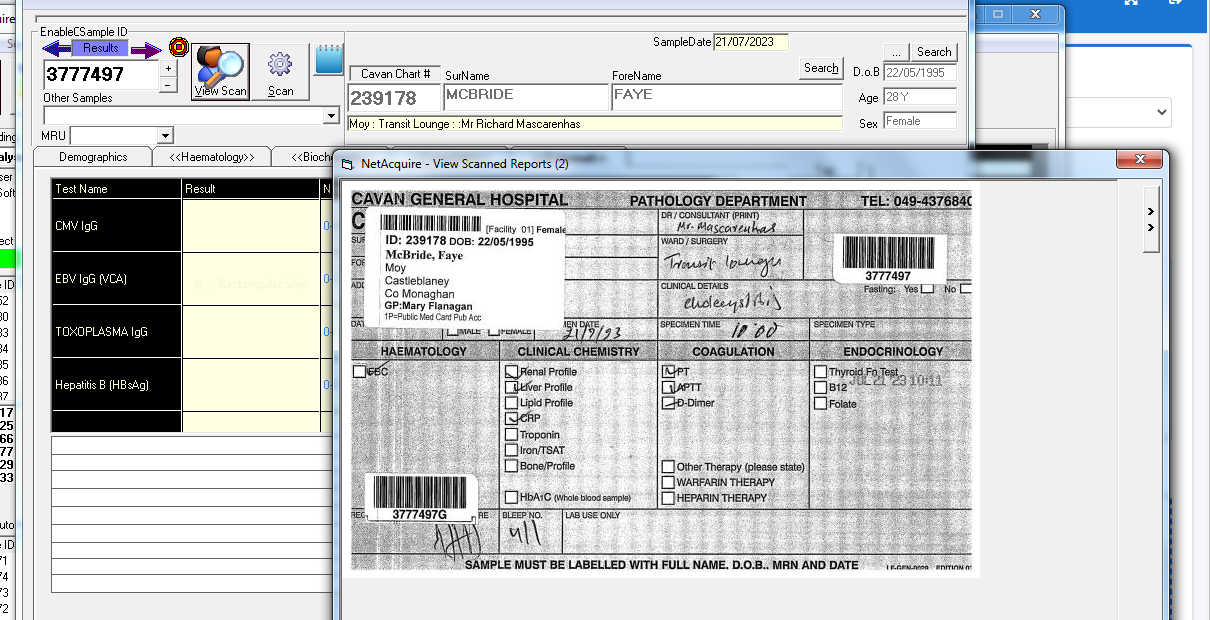 EnableCSample ID
Results
3777497
+
-
View Scan
Scan
Other Samples
MRU
SampleDate 21/07/2023
... Search
Cavan Chart # SurName ForeName Search
239178 MCBRIDE FAYE
D.o.B 22/05/1995
Age 28 Y
Sex Female
Moy : Transit Lounge : :Mr Richard Mascarenhas
Demographics <<Haematology>> <<Bioch
Test Name Result N
CMV IgG
EBV IgG (VCA)
TOXOPLASMA IgG
Hepatitis B (HBsAg)
NetAcquire - View Scanned Reports (2)
CAVAN GENERAL HOSPITAL PATHOLOGY DEPARTMENT TEL: 049-4376840
[Facility 01] Female
ID: 239178 DOB: 22/05/1995
McBride, Faye
Moy
Castleblaney
Co Monaghan
GP:Mary Flanagan
1P=Public Med Card Pub Acc
DR / CONSULTANT (PRINT)
Mr. Mascarenhas
WARD / SURGERY
Transit lounge
CLINICAL DETAILS
cholecystitis
3777497
Fasting: Yes No
MALE FEMALE
SPECIMEN TIME 10:00
SPECIMEN TYPE
HAEMATOLOGY CLINICAL CHEMISTRY COAGULATION ENDOCRINOLOGY
FBC Renal Profile PT Thyroid Fn Test
Liver Profile APTT B12 JUL 21 23 10:11
Lipid Profile D-Dimer Folate
CRP
Troponin
Iron/TSAT
Bone/Profile Other Therapy (please state)
WARFARIN THERAPY
HbA1C (Whole blood sample) HEPARIN THERAPY
3777497G
BLEEP NO. LAB USE ONLY
SAMPLE MUST BE LABELLED WITH FULL NAME, D.O.B., MRN AND DATE